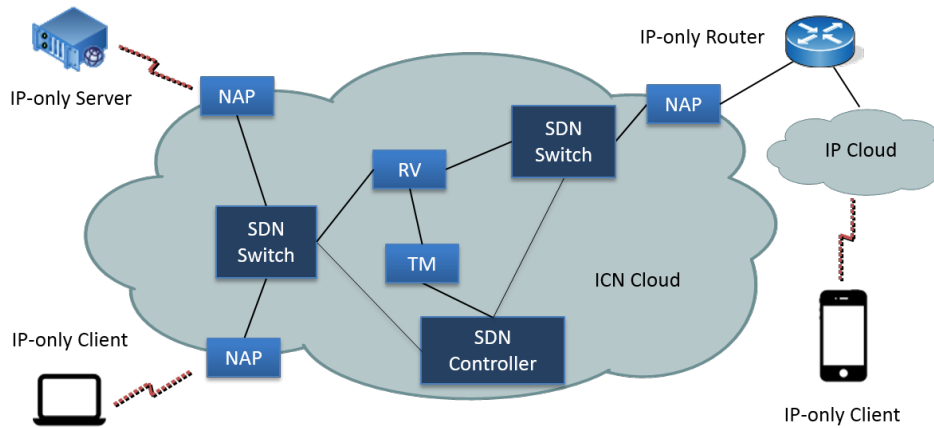 IP-only Router
IP-only Server
NAP
NAP
SDN
Switch
IP Cloud
RV
SDN
Switch
TM
ICN Cloud
SDN
Controller
IP-only Client
NAP
IP-only Client